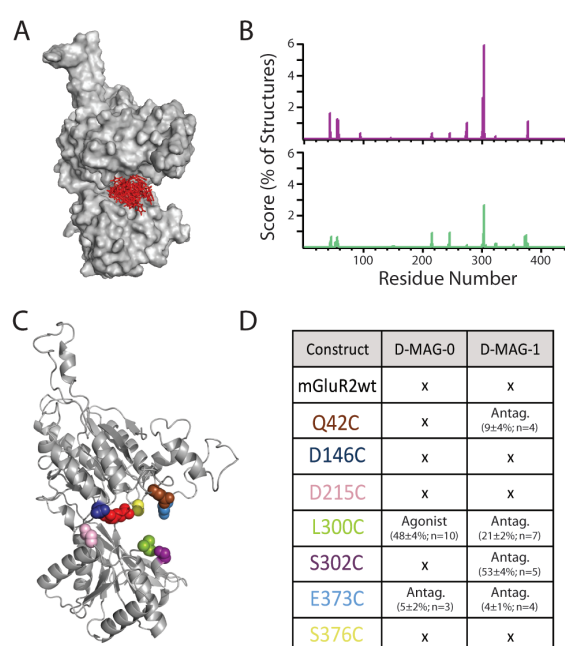 A
B
6
4
2
6
4
2
100
200
300
400
Score (% of Structures)
Residue Number
C
D
Construct D-MAG-0 D-MAG-1
mGluR2wt x x
Q42C x Antag.
(9±4%; n=4)
D146C x x
D215C x x
L300C Agonist Antag.
(48±4%; n=10) (21±2%; n=7)
S302C x Antag.
(53±4%; n=5)
E373C Antag. Antag.
(5±2%; n=3) (4±1%; n=4)
S376C x x